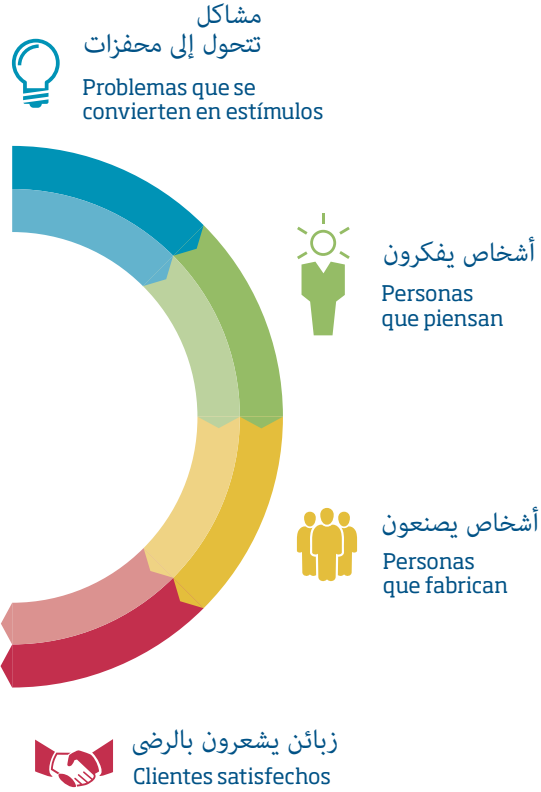 مشاكل
تتحول إلى محفزات
Problemas que se
convierten en estímulos
أشخاص يفكرون
Personas
que piensan
أشخاص يصنعون
Personas
que fabrican
زبائن يشعرون بالرضى
Clientes satisfechos